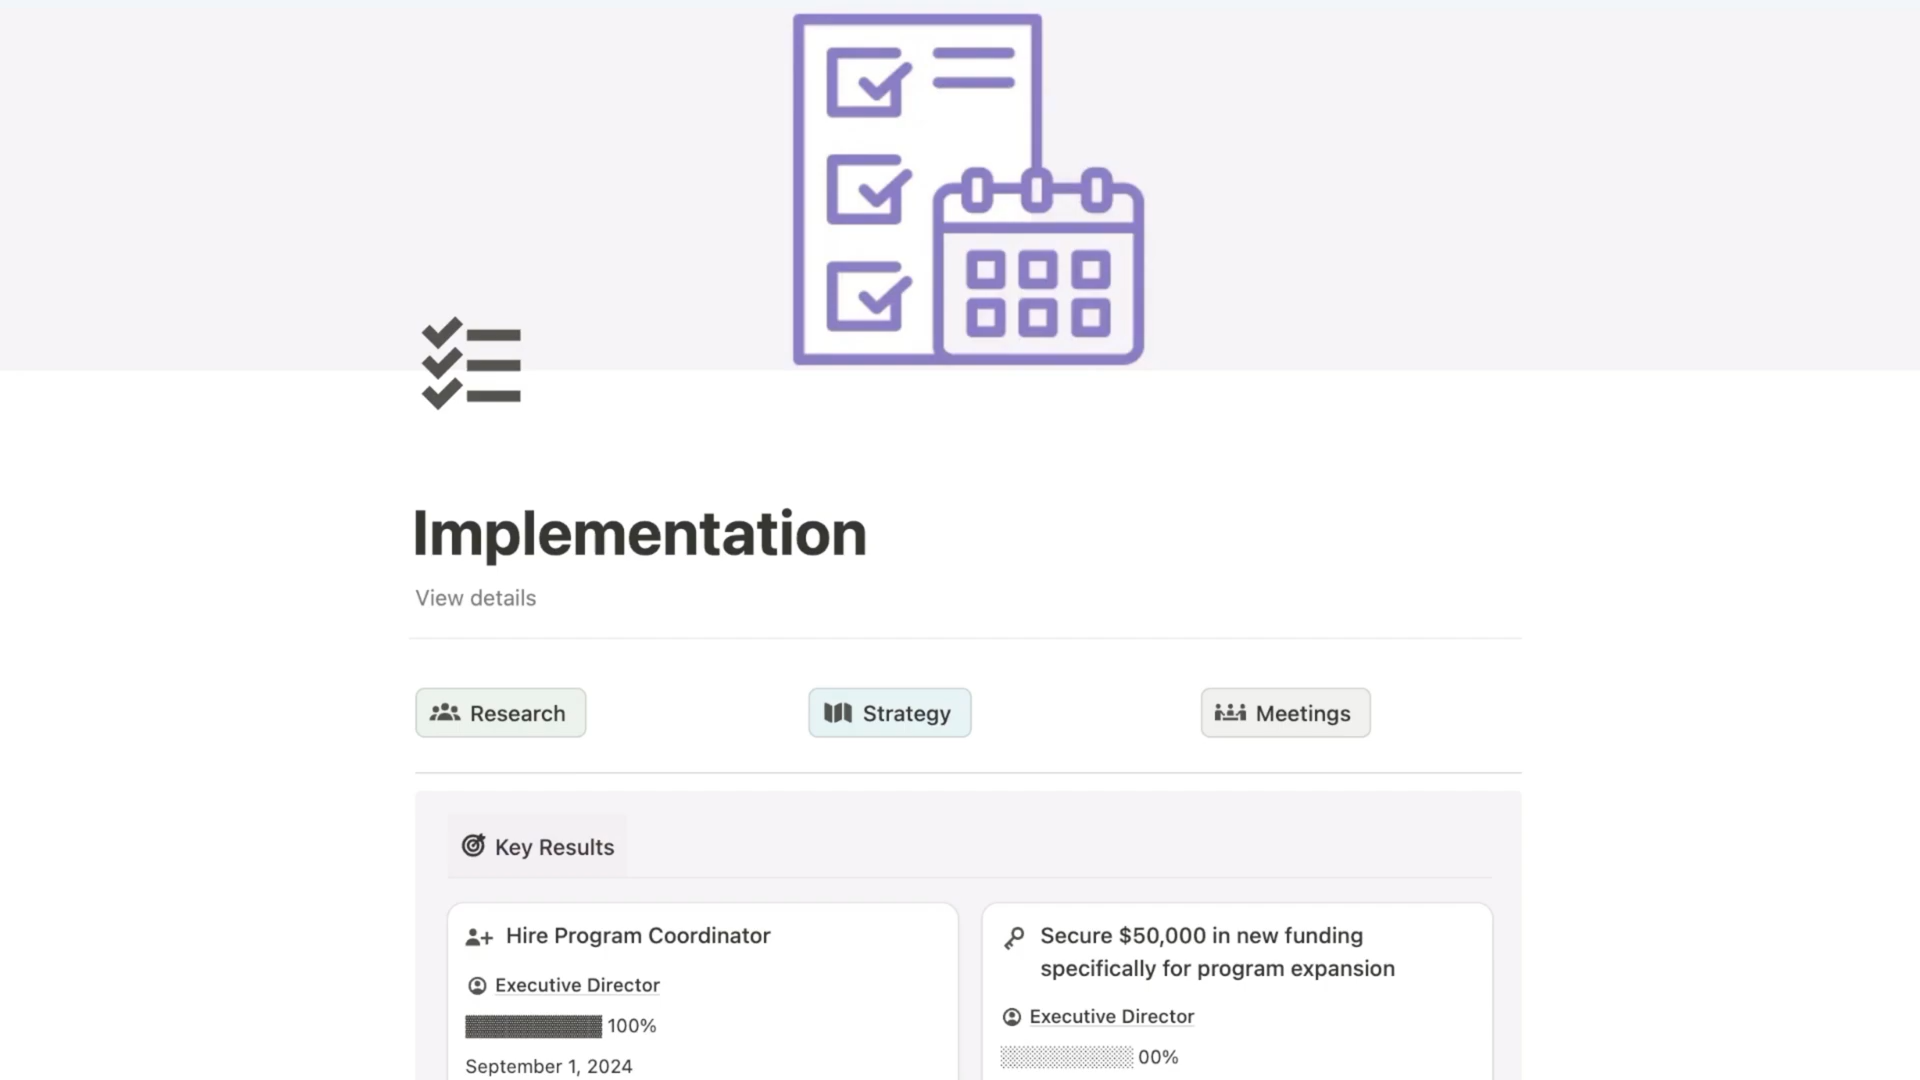 Implementation
View details
Research
Strategy
Meetings
Key Results
Hire Program Coordinator
Executive Director
100%
September 1, 2024
Secure $50,000 in new funding
specifically for program expansion
Executive Director
00%